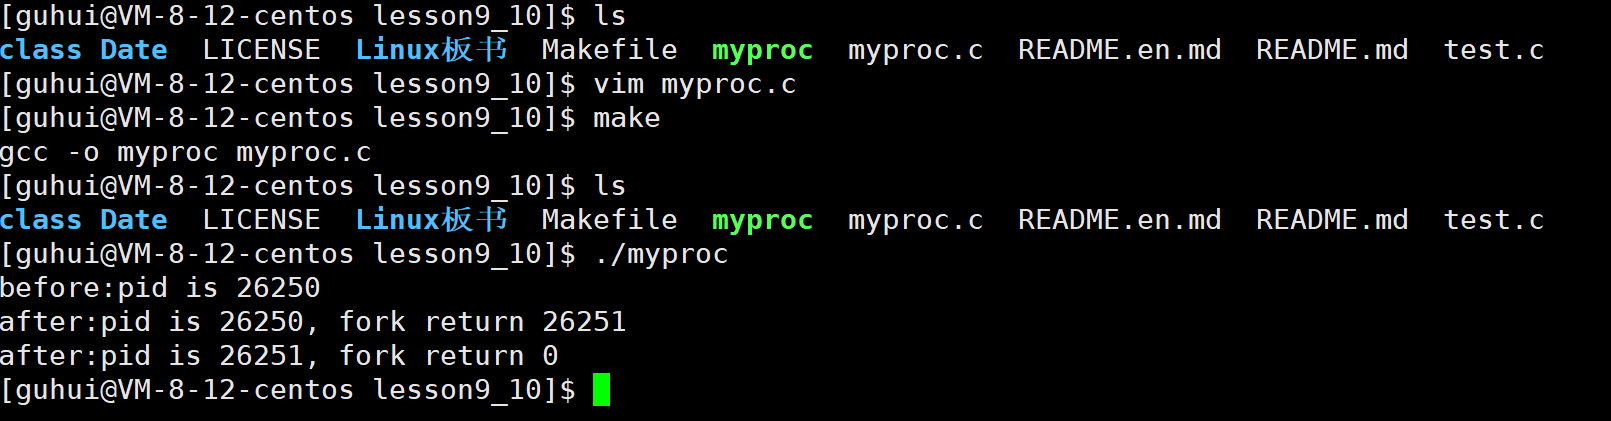 [guhui@VM-8-12-centos lesson9_10]$ ls
class Date  LICENSE  Linux板书  Makefile  myproc  myproc.c  README.en.md  README.md  test.c
[guhui@VM-8-12-centos lesson9_10]$ vim myproc.c
[guhui@VM-8-12-centos lesson9_10]$ make
gcc -o myproc myproc.c
[guhui@VM-8-12-centos lesson9_10]$ ls
class Date  LICENSE  Linux板书  Makefile  myproc  myproc.c  README.en.md  README.md  test.c
[guhui@VM-8-12-centos lesson9_10]$ ./myproc
before:pid is 26250
after:pid is 26250, fork return 26251
after:pid is 26251, fork return 0
[guhui@VM-8-12-centos lesson9_10]$